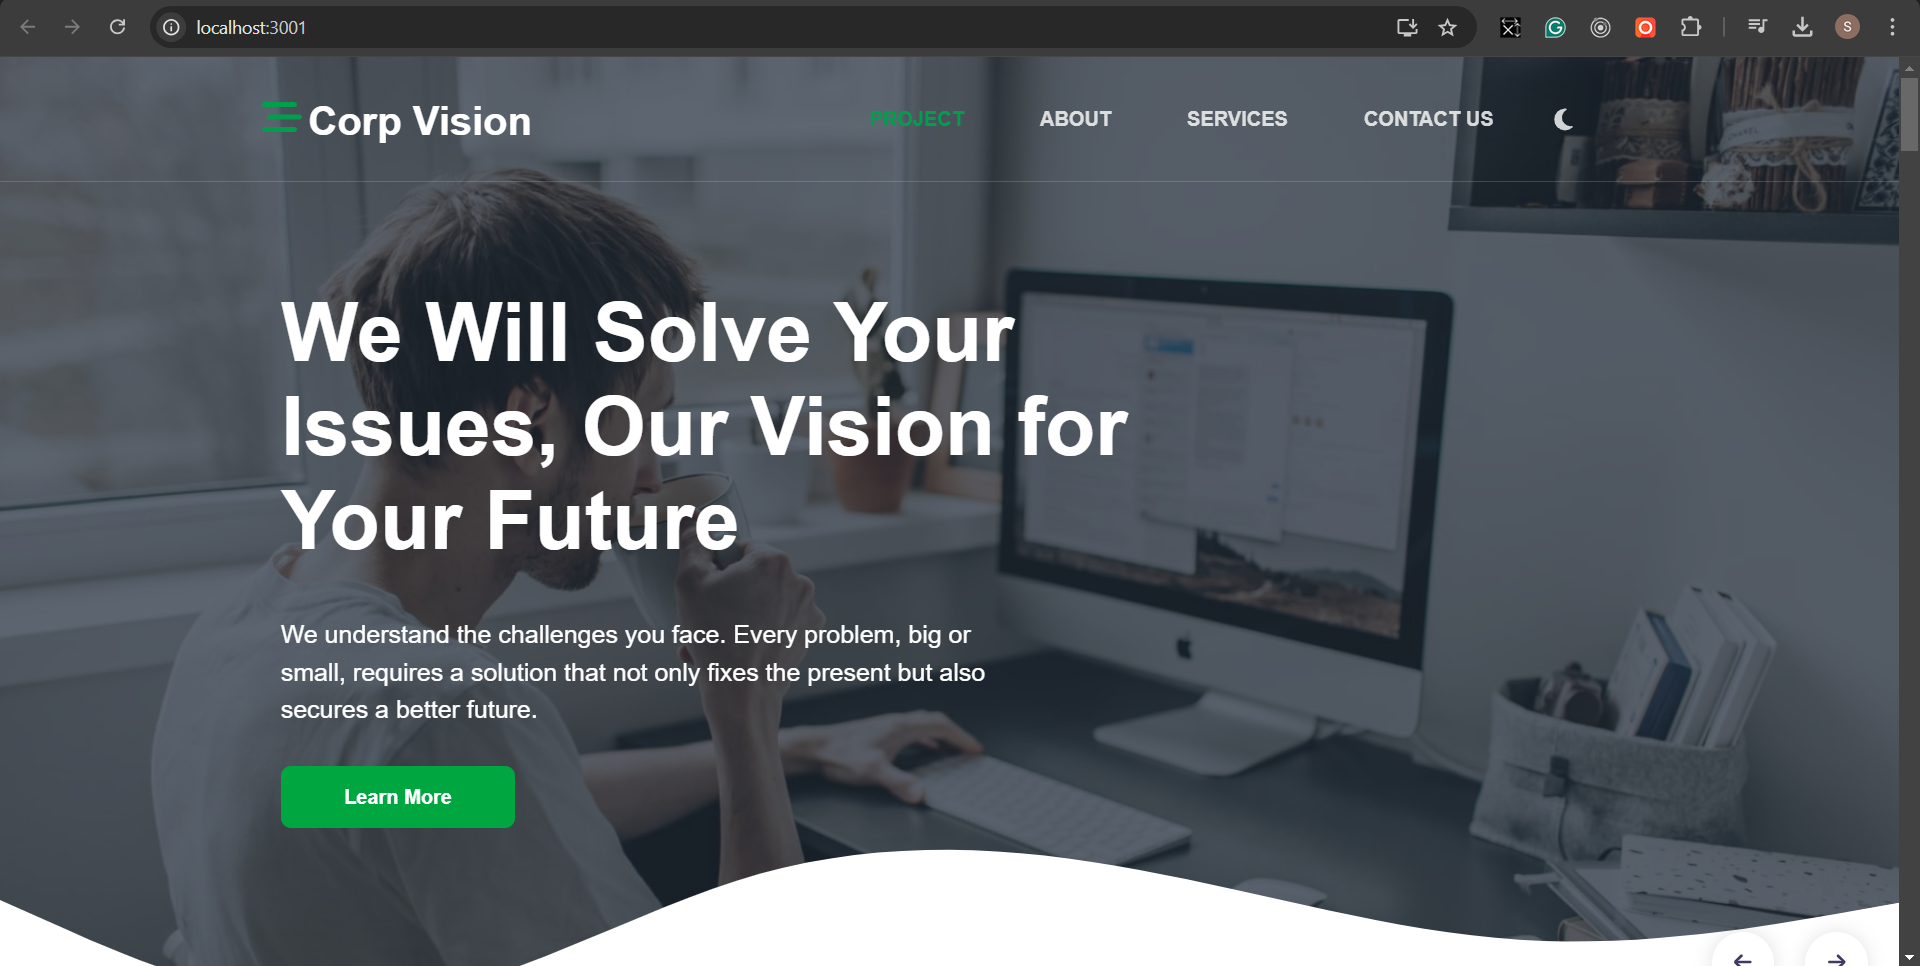 localhost:3001
S
Corp Vision
PROJECT
ABOUT
SERVICES
CONTACT US
We Will Solve Your
Issues, Our Vision for
Your Future
We understand the challenges you face. Every problem, big or
small, requires a solution that not only fixes the present but also
secures a better future.
Learn More